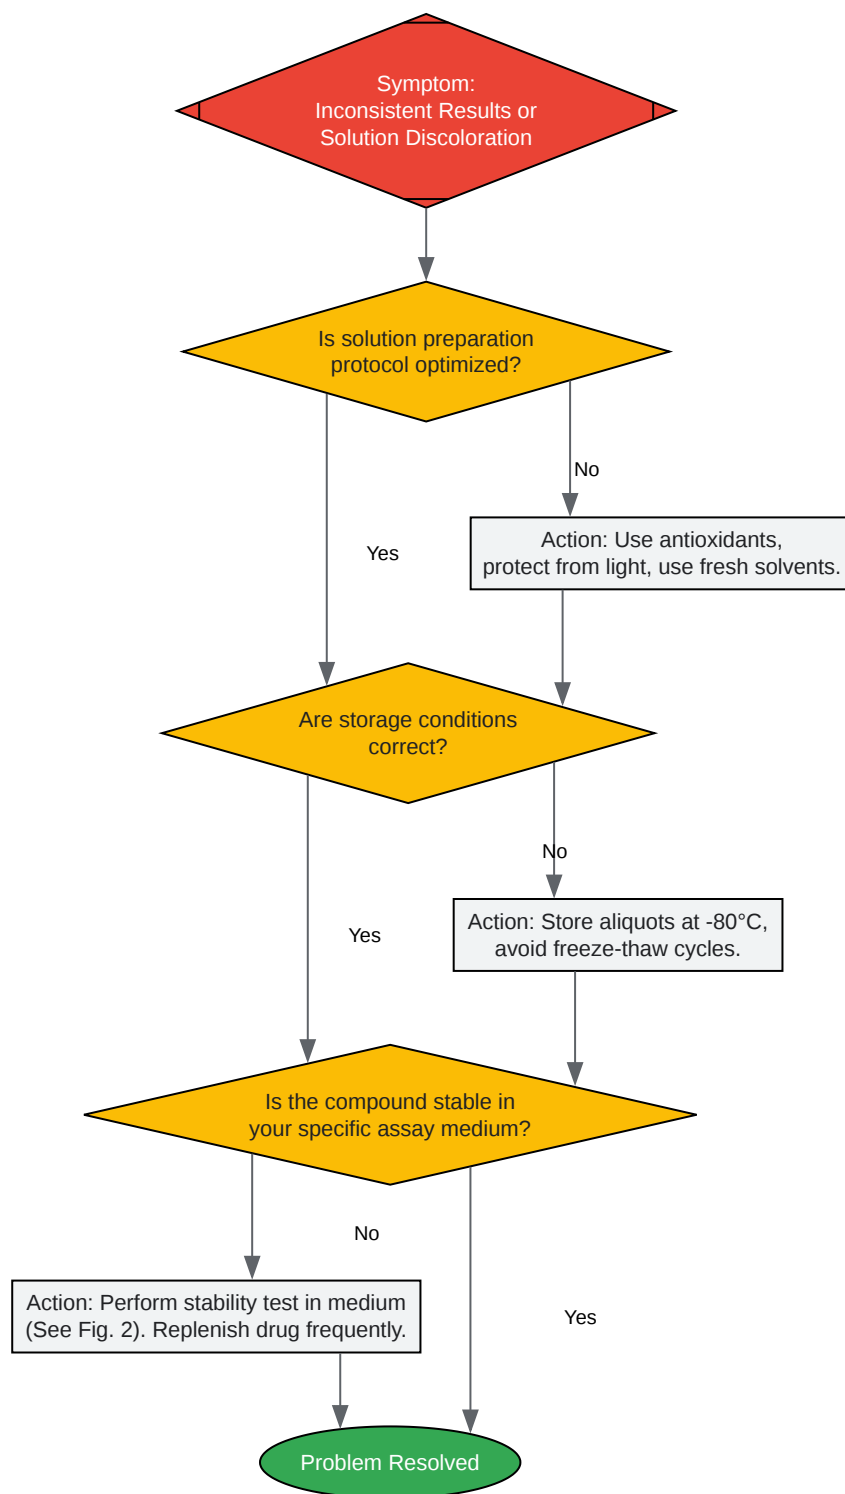 Symptom:
Inconsistent Results or
Solution Discoloration
Is solution preparation
protocol optimized?
No
Yes
Action: Use antioxidants,
protect from light, use fresh solvents.
Are storage conditions
correct?
No
Yes
Action: Store aliquots at -80°C,
avoid freeze-thaw cycles.
Is the compound stable in
your specific assay medium?
No
Action: Perform stability test in medium
(See Fig. 2). Replenish drug frequently.
Yes
Problem Resolved